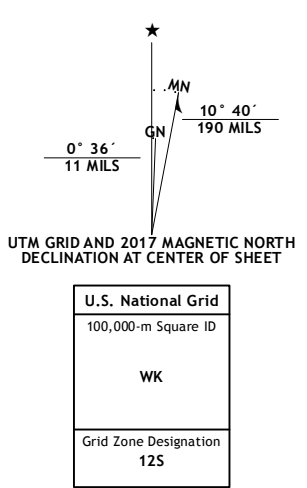 ★
MN
GN
10° 40´
190 MILS
0° 36´
11 MILS
UTM GRID AND 2017 MAGNETIC NORTH
DECLINATION AT CENTER OF SHEET
U.S. National Grid
100,000-m Square ID
WK
Grid Zone Designation
12S